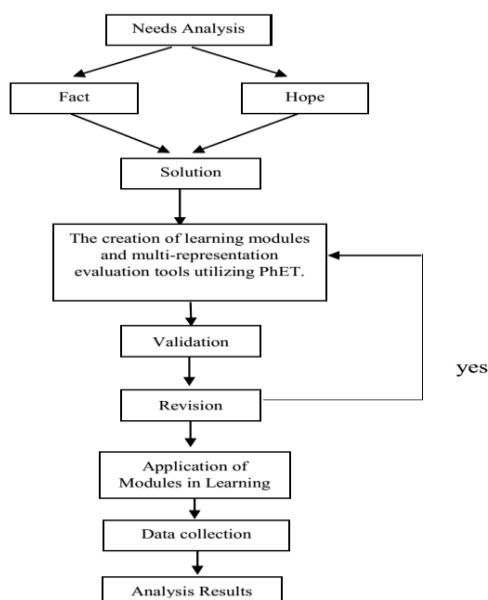 Needs Analysis
Fact
Hope
Solution
The creation of learning modules
and multi-representation
evaluation tools utilizing PhET.
Validation
yes
Revision
Application of
Modules in Learning
Data collection
Analysis Results